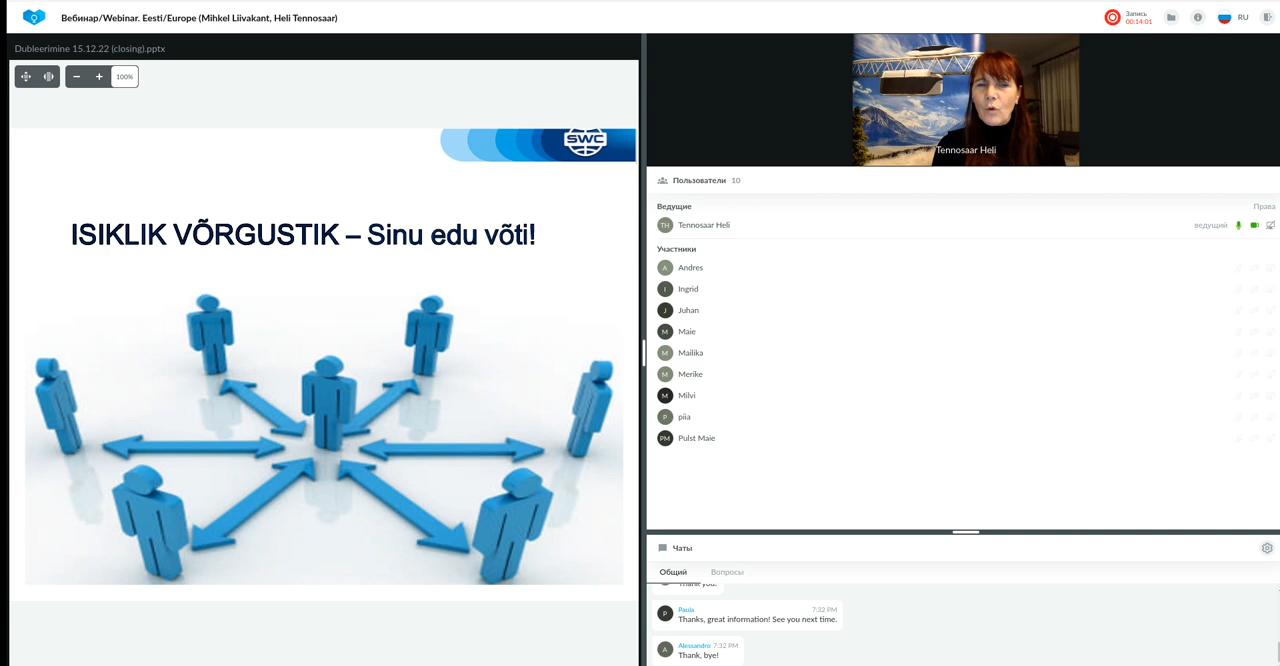 Вебинар/Webinar. Eesti/Europe (Mihkel Liivakant, Heli Tennosaar)
Запись
00:14:01
RU
Dubleerimine 15.12.22 (closing).pptx
100%
SWC
ISIKLIK VÕRGUSTIK – Sinu edu võti!
Tennosaar Heli
Пользователи 10
Ведущие
Права
TH Tennosaar Heli
ведущий
Участники
A Andres
I Ingrid
J Juhan
M Maie
M Mailika
M Merike
M Milvi
P piia
PM Pulst Maie
Чаты
Общий Вопросы
Thank you!
P Paula 7:32 PM
Thanks, great information! See you next time.
A Alessandro 7:32 PM
Thank, bye!